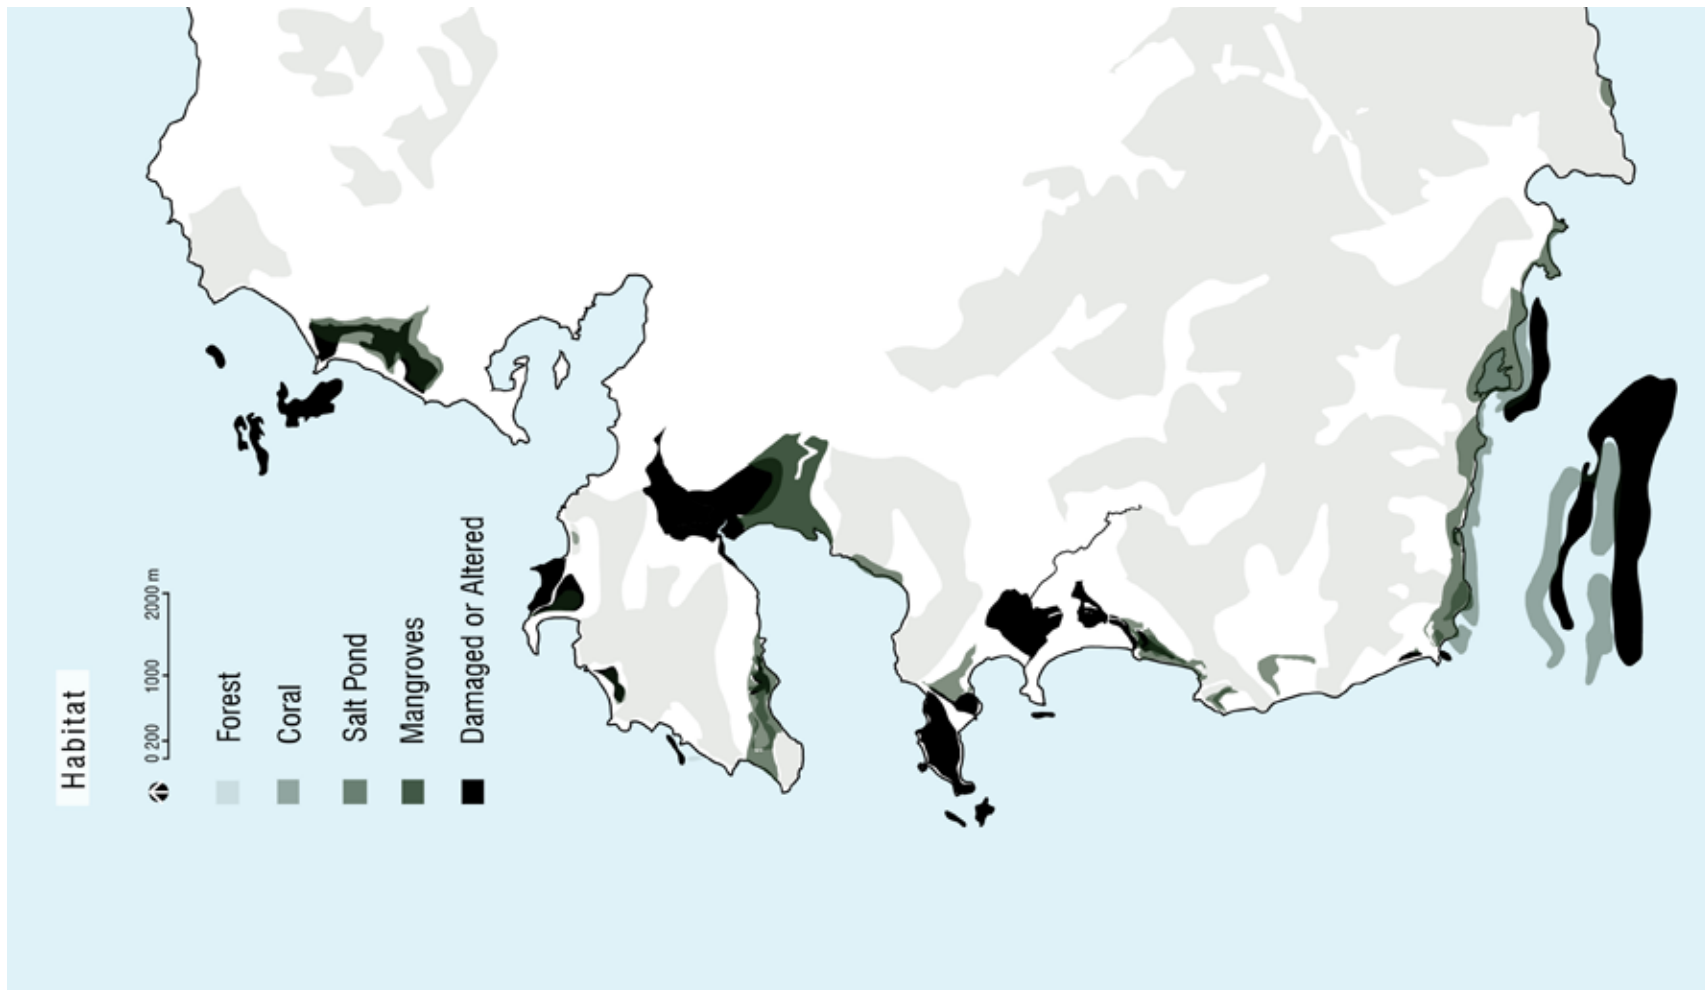 Habitat
0 200 1000 2000 m
Forest
Coral
Salt Pond
Mangroves
Damaged or Altered